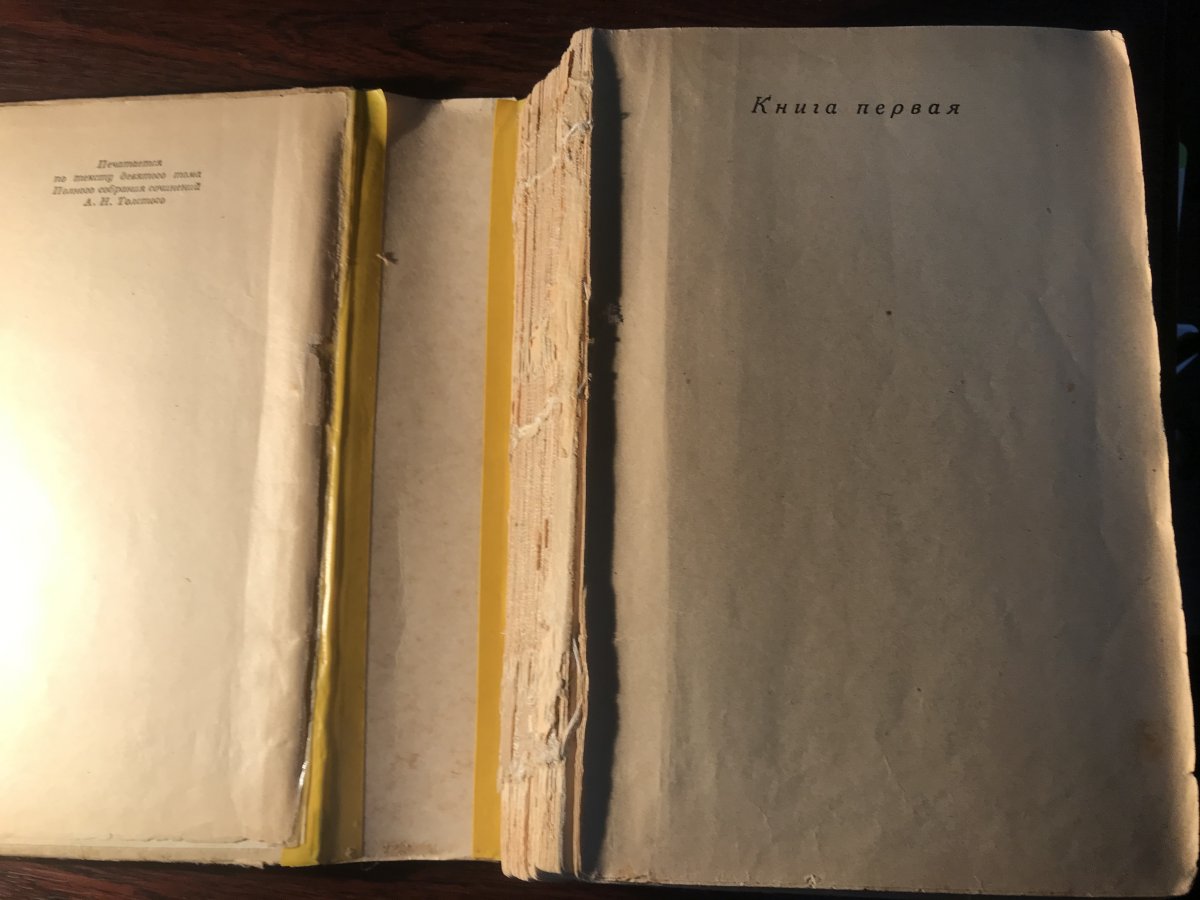 Печатается
по тексту девятого тома
Полного собрания сочинений
А. Н. Толстого
Книга первая